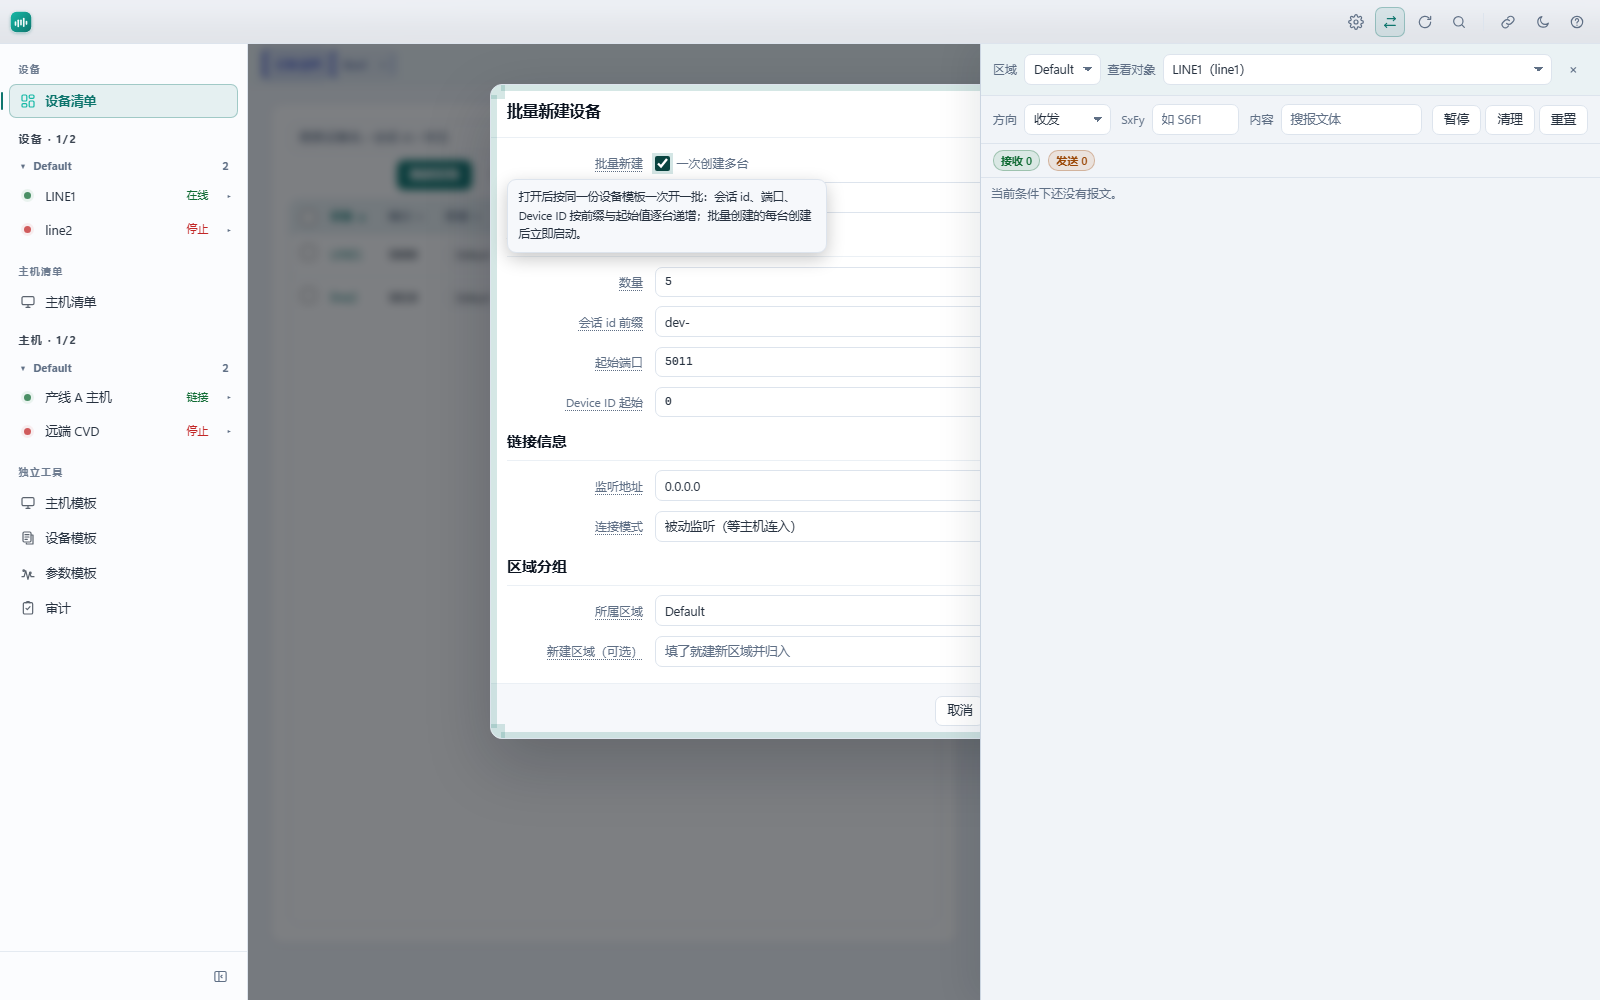 设备
设备清单
设备 · 1/2
Default 2
LINE1 在线
line2 停止
主机清单
主机清单
主机 · 1/2
Default 2
产线 A 主机 链接
远端 CVD 停止
独立工具
主机模板
设备模板
参数模板
审计
批量新建设备
批量新建 一次创建多台
打开后按同一份设备模板一次开一批：会话 id、端口、
Device ID 按前缀与起始值逐台递增；批量创建的每台创建
后立即启动。
数量 5
会话 id 前缀 dev-
起始端口 5011
Device ID 起始 0
链接信息
监听地址 0.0.0.0
连接模式 被动监听（等主机连入）
区域分组
所属区域 Default
新建区域（可选） 填了就建新区域并归入
取消
区域 Default 查看对象 LINE1（line1） ×
方向 收发 SxFy 如 S6F1 内容 搜报文体 暂停 清理 重置
接收 0 发送 0
当前条件下还没有报文。